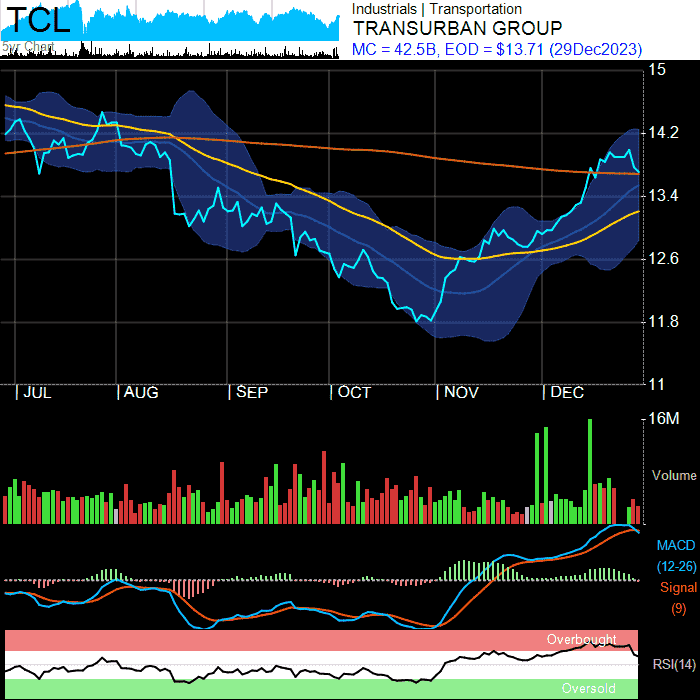 TCL
5yr Chart
Industrials | Transportation
TRANSURBAN GROUP
MC = 42.5B, EOD = $13.71 (29Dec2023)
15
14.2
13.4
12.6
11.8
11
| JUL | AUG | SEP | OCT | NOV | DEC
16M
Volume
MACD
(12-26)
Signal
(9)
Overbought
RSI(14)
Oversold